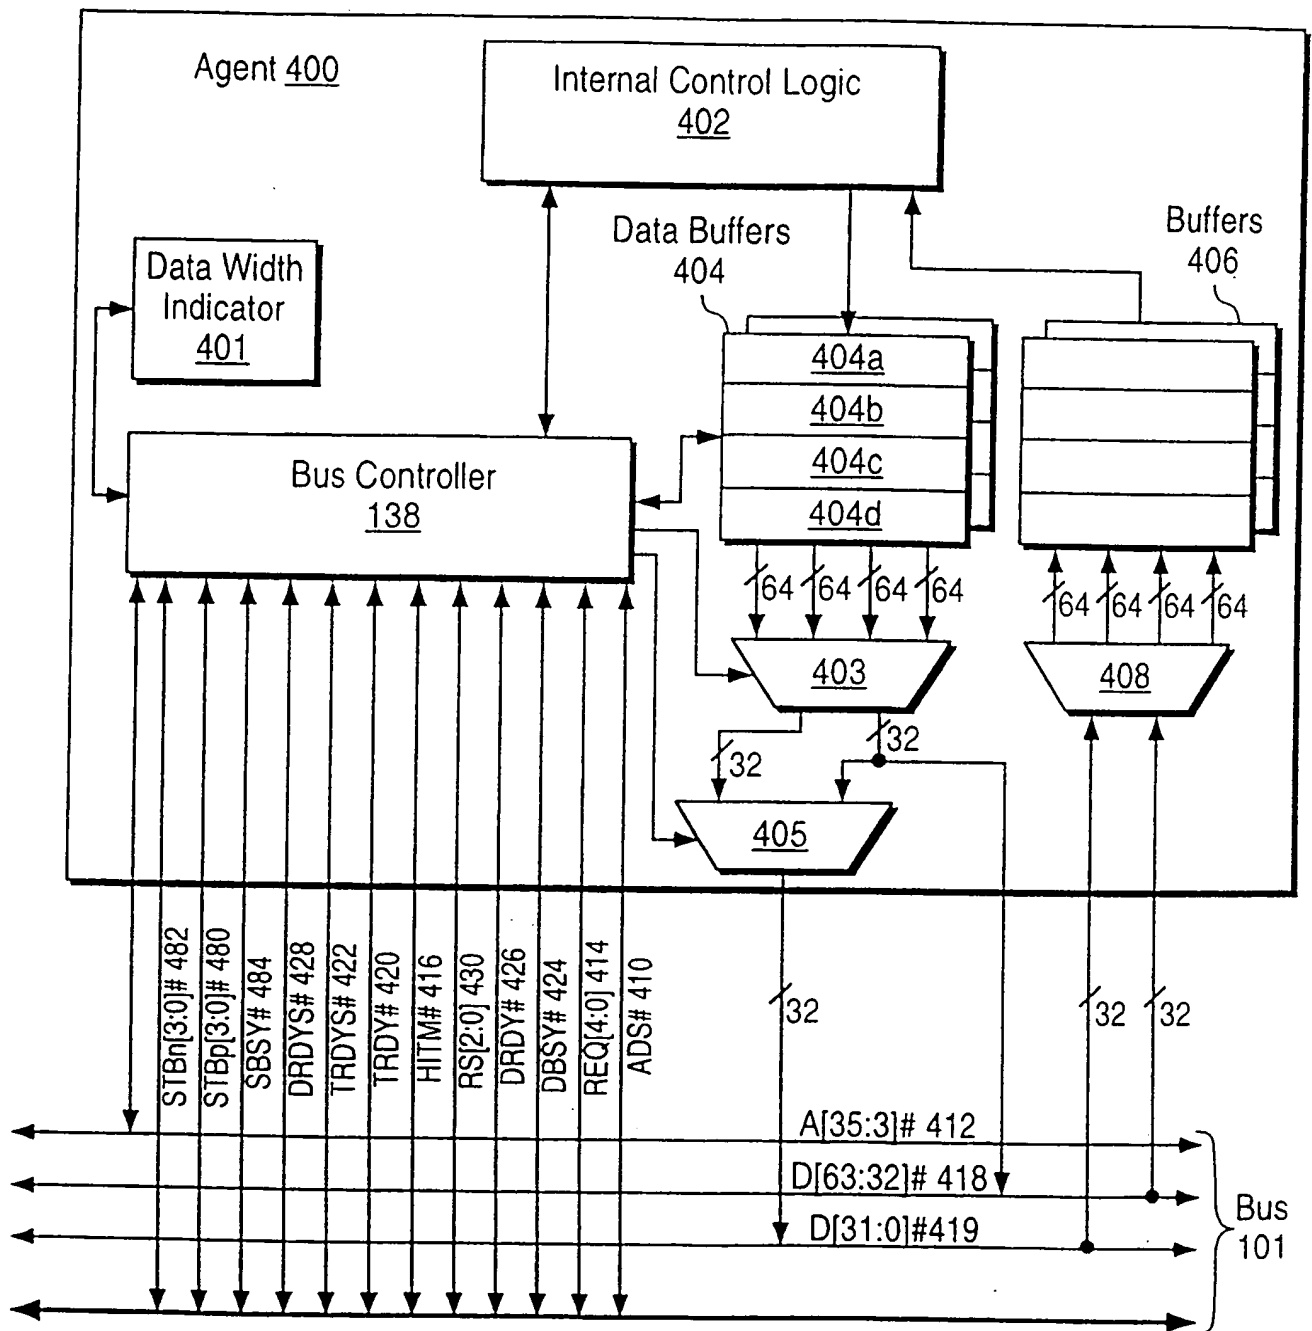 Agent 400
Internal Control Logic
402
Data Width
Indicator
401
Data Buffers
404
Buffers
406
404a
404b
404c
404d
Bus Controller
138
64
64
64
64
64
64
64
64
403
408
32
32
405
STBn[3:0]# 482
STBp[3:0]# 480
SBSY# 484
DRDYS# 428
TRDYS# 422
TRDY# 420
HITM# 416
RS[2:0] 430
DRDY# 426
DBSY# 424
REQ[4:0] 414
ADS# 410
32
32
32
A[35:3]# 412
D[63:32]# 418
D[31:0]#419
Bus
101